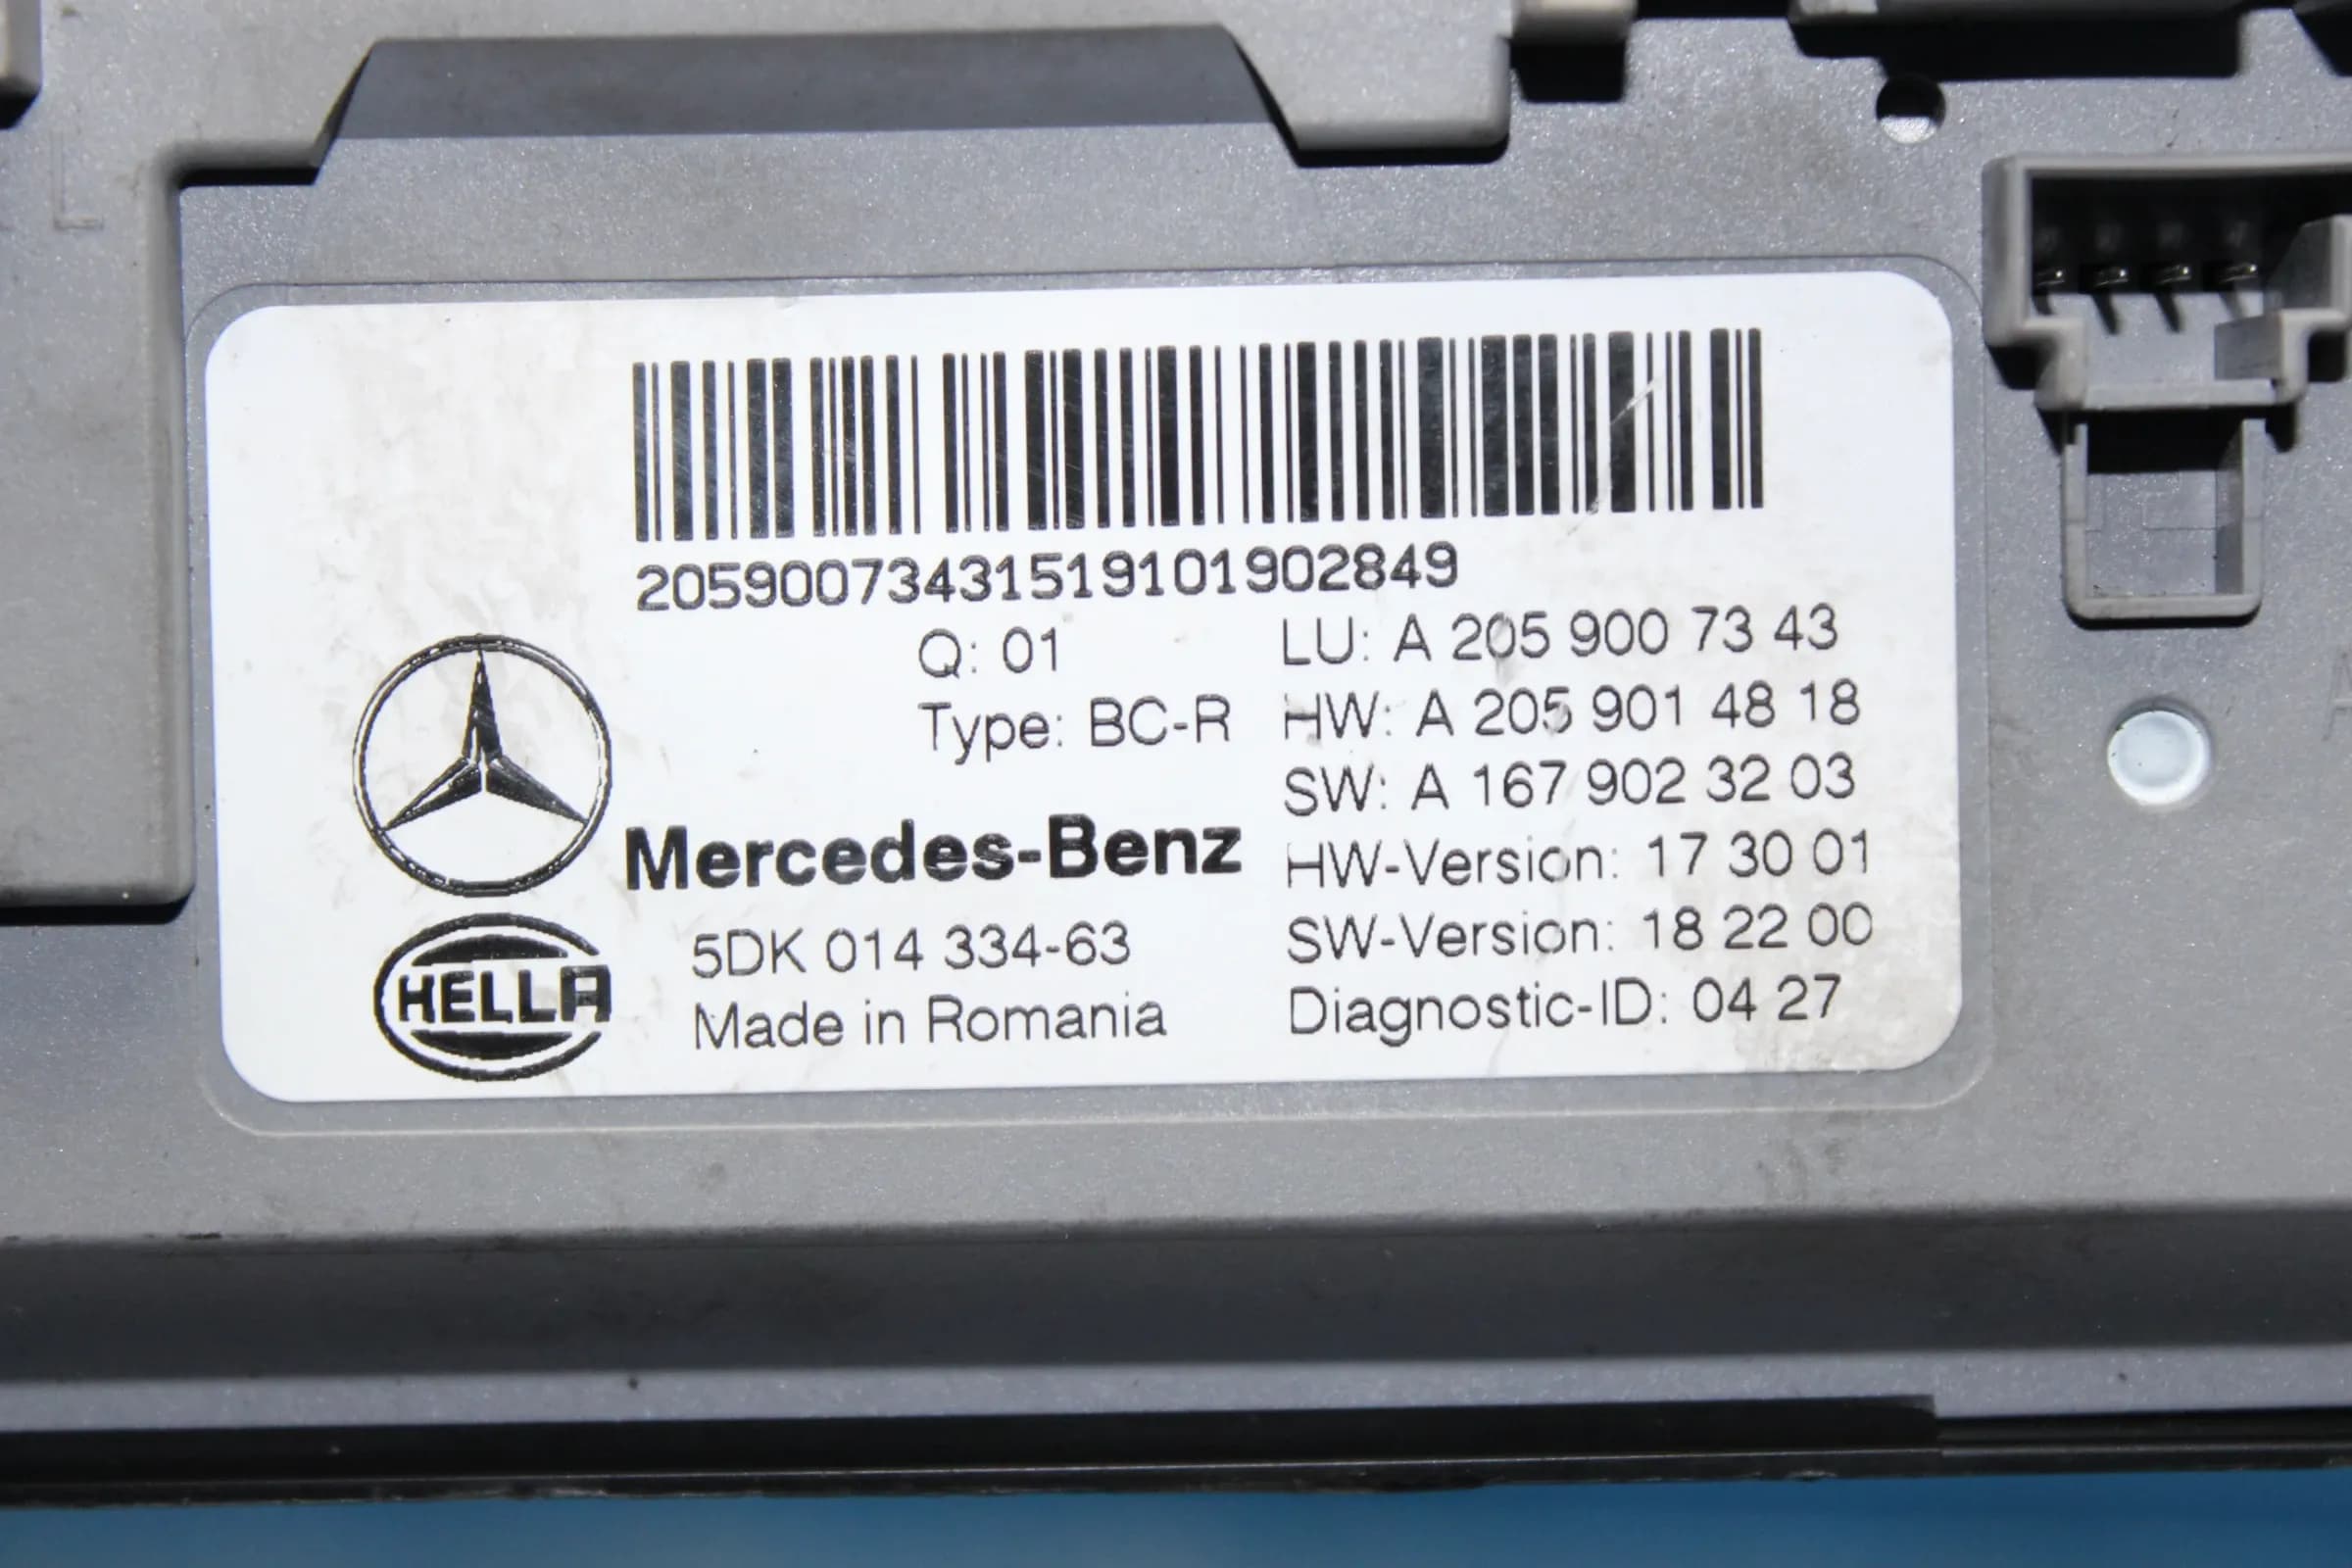 2059007343151910190284​9
Q: 01
Type: BC-R
LU: A 205 900 73 43
HW: A 205 901 48 18
SW: A 167 902 32 03
HW-Version: 17 30 01
SW-Version: 18 22 00
Diagnostic-ID: 04 27
Mercedes-Benz
HELLA
5DK 014 334-63
Made in Romania